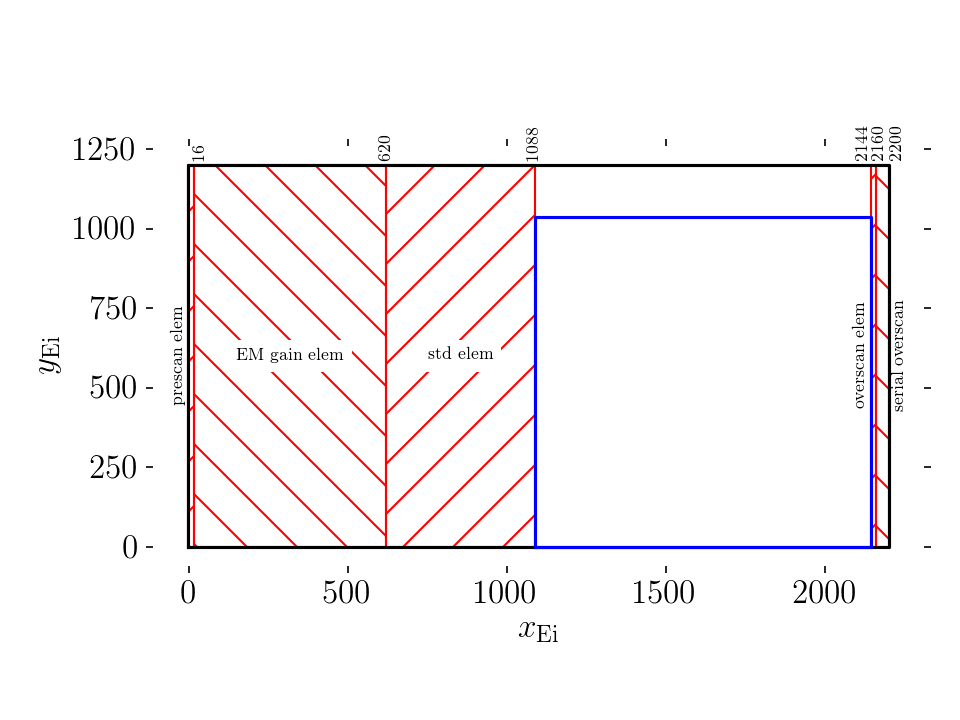 16
620
1088
2144
2160
2200
1250
1000
750
500
250
0
y_Ei
prescan elem
EM gain elem
std elem
overscan elem
serial overscan
0
500
1000
1500
2000
x_Ei